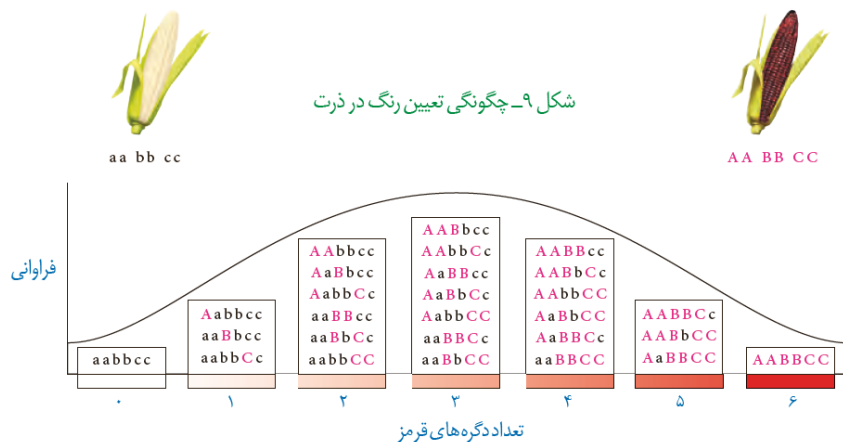 شکل ۹ــ چگونگی تعیین رنگ در ذرت
aa bb cc
AA BB CC
فراوانی
aabbcc
Aabbcc
aaBbcc
aabbCc
AAbbcc
AaBbcc
AabbCc
aaBBcc
aaBbCc
aabbCC
AABbcc
AAbbCc
AaBBcc
AaBbCc
AabbCC
aaBBCc
aaBbCC
AABBcc
AABbCc
AAbbCC
AaBbCC
AaBBCc
aaBBCC
AABBCc
AABbCC
AaBBCC
AABBCC
۰ ۱ ۲ ۳ ۴ ۵ ۶
تعداد دگره‌های قرمز